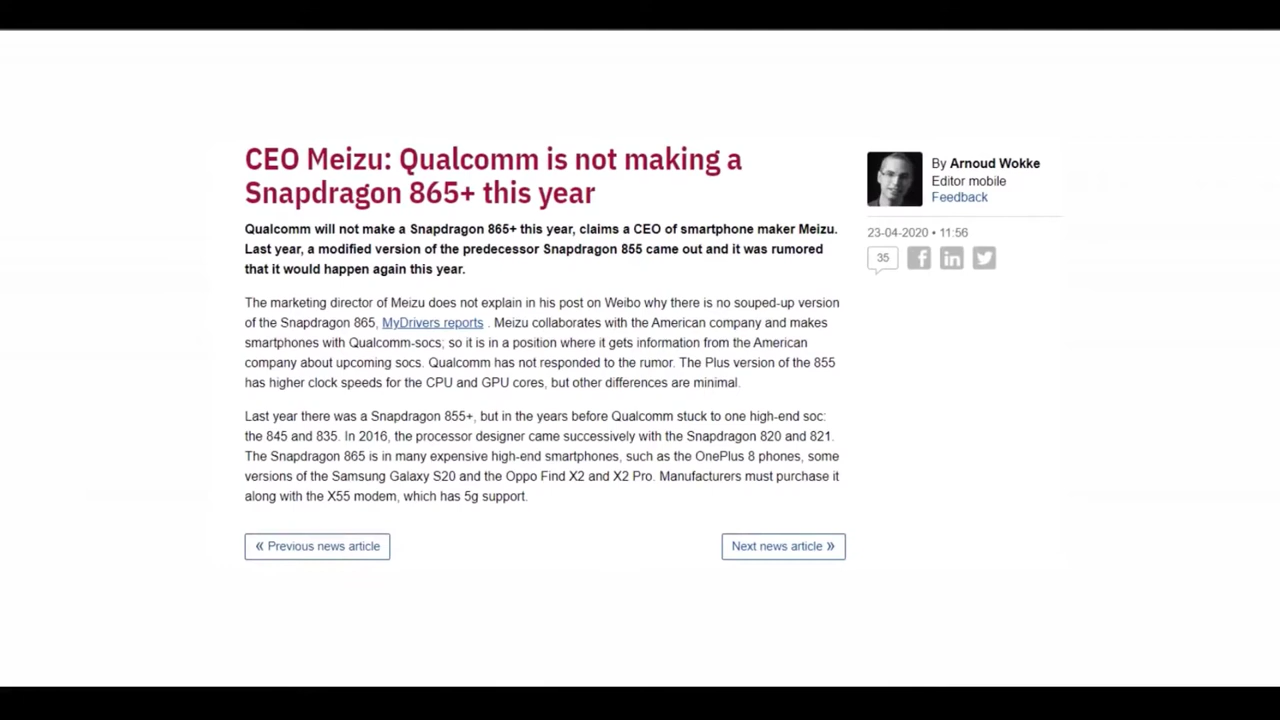 CEO Meizu: Qualcomm is not making a
Snapdragon 865+ this year
Qualcomm will not make a Snapdragon 865+ this year, claims a CEO of smartphone maker Meizu.
Last year, a modified version of the predecessor Snapdragon 855 came out and it was rumored
that it would happen again this year.
The marketing director of Meizu does not explain in his post on Weibo why there is no souped-up version
of the Snapdragon 865, MyDrivers reports . Meizu collaborates with the American company and makes
smartphones with Qualcomm-socs; so it is in a position where it gets information from the American
company about upcoming socs. Qualcomm has not responded to the rumor. The Plus version of the 855
has higher clock speeds for the CPU and GPU cores, but other differences are minimal.
Last year there was a Snapdragon 855+, but in the years before Qualcomm stuck to one high-end soc:
the 845 and 835. In 2016, the processor designer came successively with the Snapdragon 820 and 821.
The Snapdragon 865 is in many expensive high-end smartphones, such as the OnePlus 8 phones, some
versions of the Samsung Galaxy S20 and the Oppo Find X2 and X2 Pro. Manufacturers must purchase it
along with the X55 modem, which has 5g support.
« Previous news article
Next news article »
By Arnoud Wokke
Editor mobile
Feedback
23-04-2020 • 11:56
35